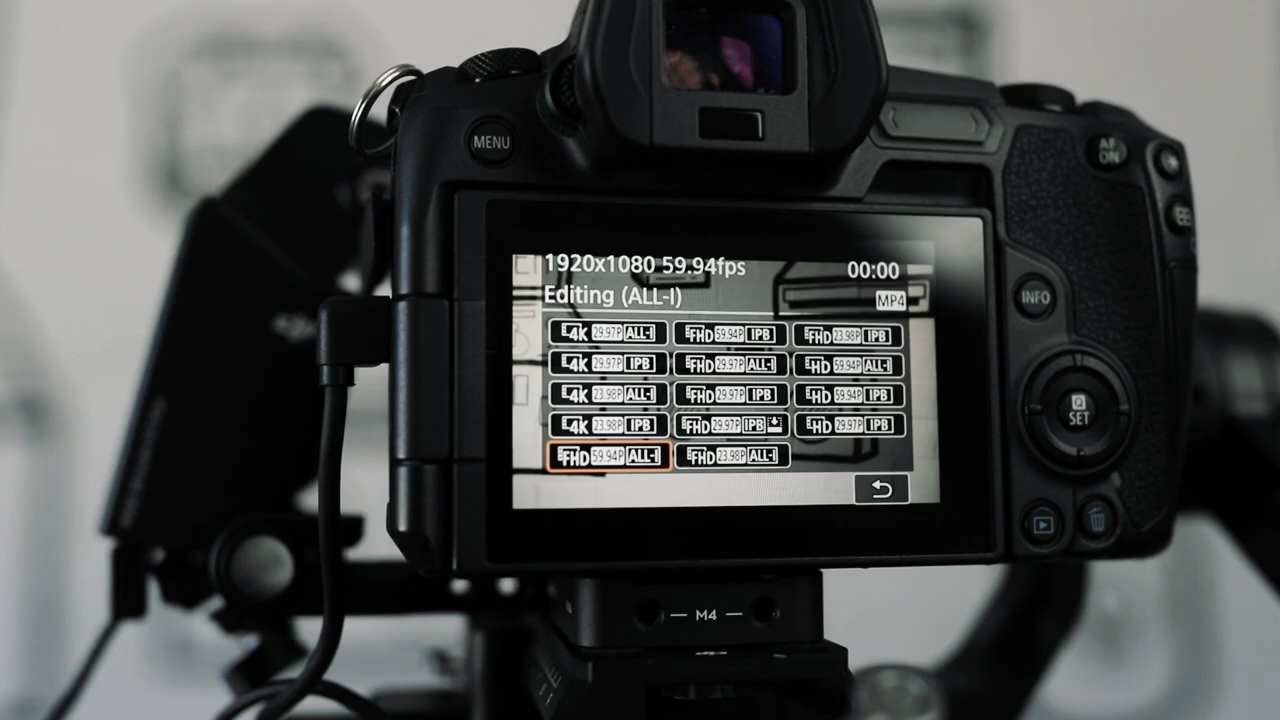 MENU
AF
ON
1920x1080 59.94fps
00:00
Editing (ALL-I)
MP4
4K 29.97P ALL-I
FHD 59.94P IPB
FHD 23.98P IPB
4K 29.97P IPB
FHD 29.97P ALL-I
HD 59.94P ALL-I
4K 23.98P ALL-I
FHD 29.97P IPB
HD 59.94P IPB
4K 23.98P IPB
FHD 29.97P IPB
HD 29.97P IPB
FHD 59.94P ALL-I
FHD 23.98P ALL-I
INFO
Q
SET
M4